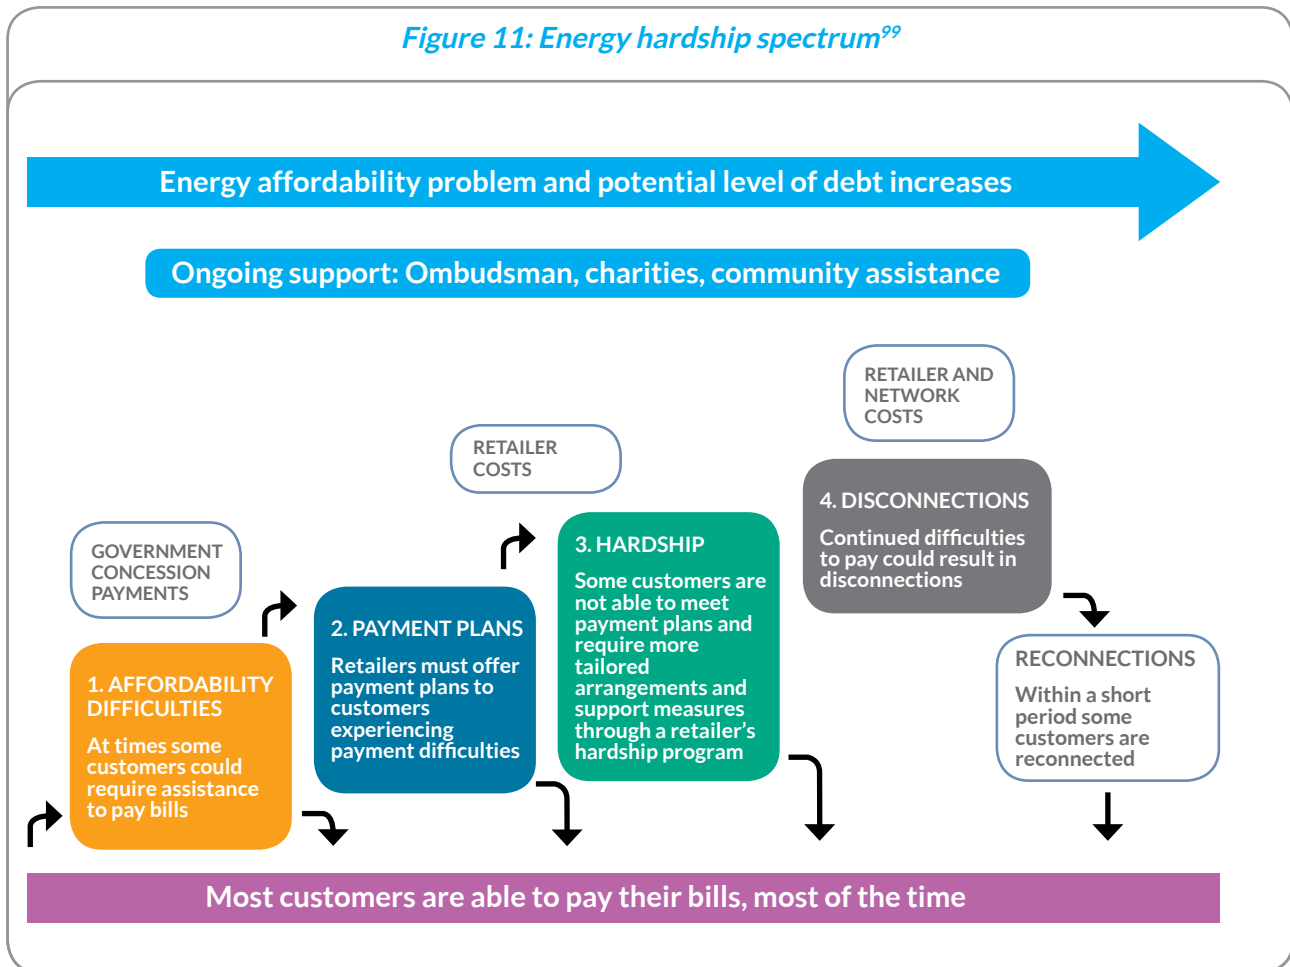 Figure 11: Energy hardship spectrum99
Energy affordability problem and potential level of debt increases
Ongoing support: Ombudsman, charities, community assistance
GOVERNMENT
CONCESSION
PAYMENTS
1. AFFORDABILITY
DIFFICULTIES
At times some
customers could
require assistance
to pay bills
2. PAYMENT PLANS
Retailers must offer
payment plans to
customers
experiencing
payment difficulties
RETAILER
COSTS
3. HARDSHIP
Some customers are
not able to meet
payment plans and
require more
tailored
arrangements and
support measures
through a retailer’s
hardship program
RETAILER AND
NETWORK
COSTS
4. DISCONNECTIONS
Continued difficulties
to pay could result in
disconnections
RECONNECTIONS
Within a short
period some
customers are
reconnected
Most customers are able to pay their bills, most of the time